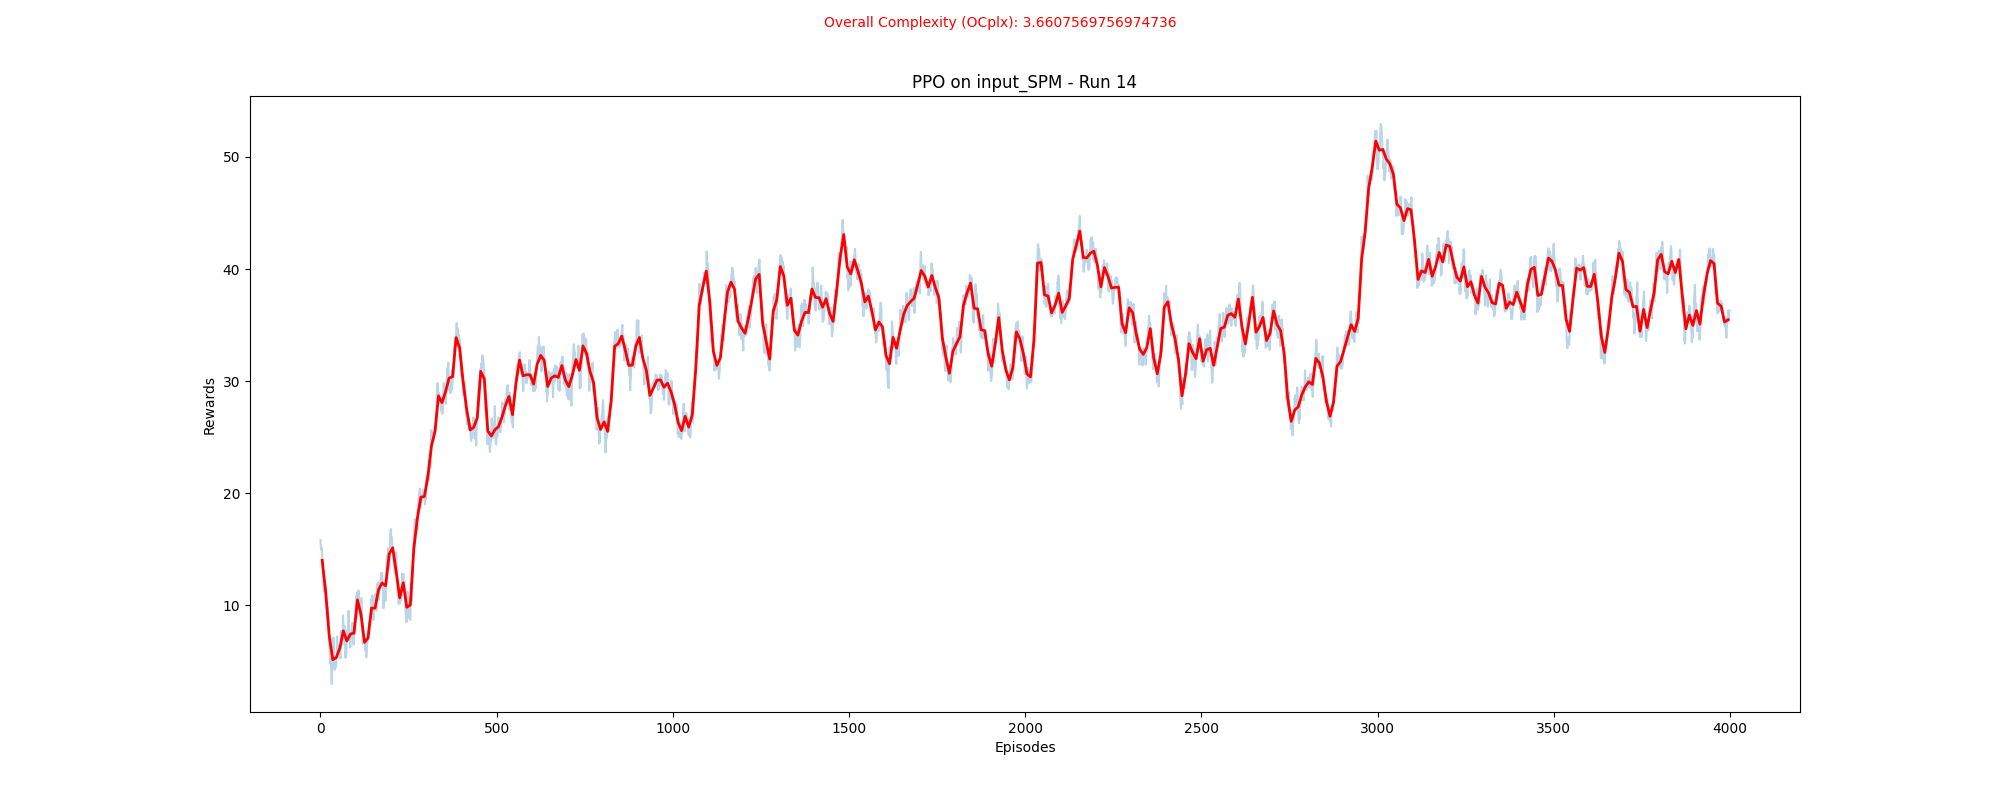 Overall Complexity (OCplx): 3.6607569756974736
PPO on input_SPM - Run 14
50
40
30
20
10
Rewards
0 500 1000 1500 2000 2500 3000 3500 4000
Episodes